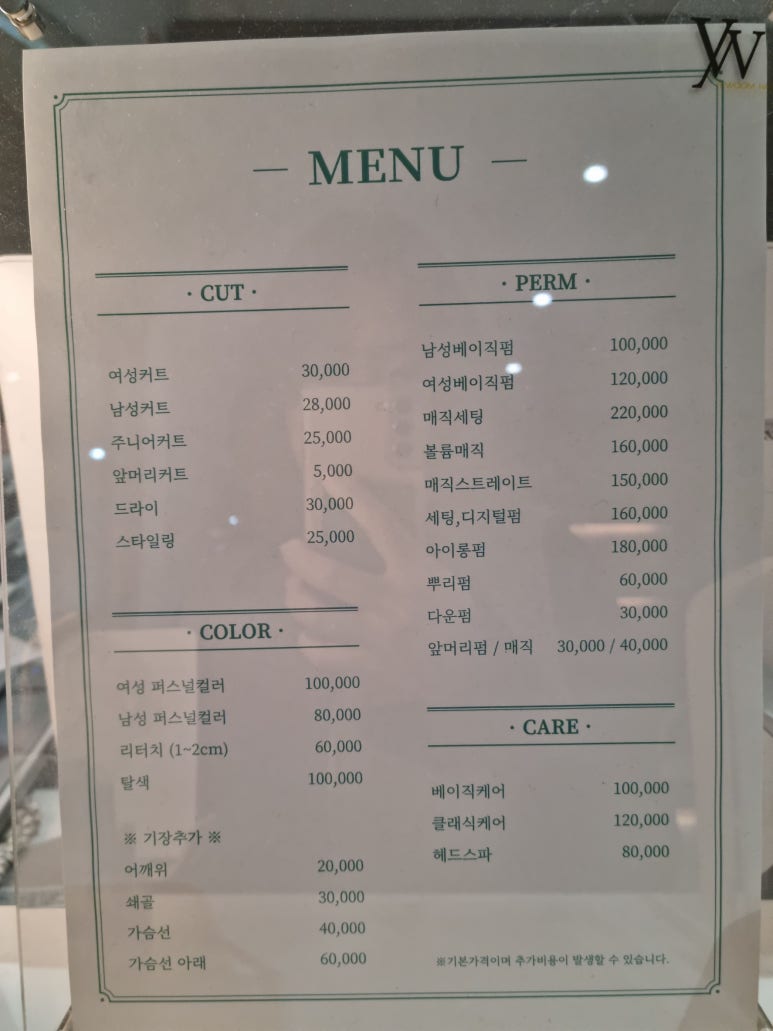 YW
— MENU —
· CUT ·
여성커트 30,000
남성커트 28,000
주니어커트 25,000
앞머리커트 5,000
드라이 30,000
스타일링 25,000
· COLOR ·
여성 퍼스널컬러 100,000
남성 퍼스널컬러 80,000
리터치 (1~2cm) 60,000
탈색 100,000
※ 기장추가 ※
어깨위 20,000
쇄골 30,000
가슴선 40,000
가슴선 아래 60,000
· PERM ·
남성베이직펌 100,000
여성베이직펌 120,000
매직세팅 220,000
볼륨매직 160,000
매직스트레이트 150,000
세팅,디지털펌 160,000
아이롱펌 180,000
뿌리펌 60,000
다운펌 30,000
앞머리펌 / 매직 30,000 / 40,000
· CARE ·
베이직케어 100,000
클래식케어 120,000
헤드스파 80,000
※기본가격이며 추가비용이 발생할 수 있습니다.